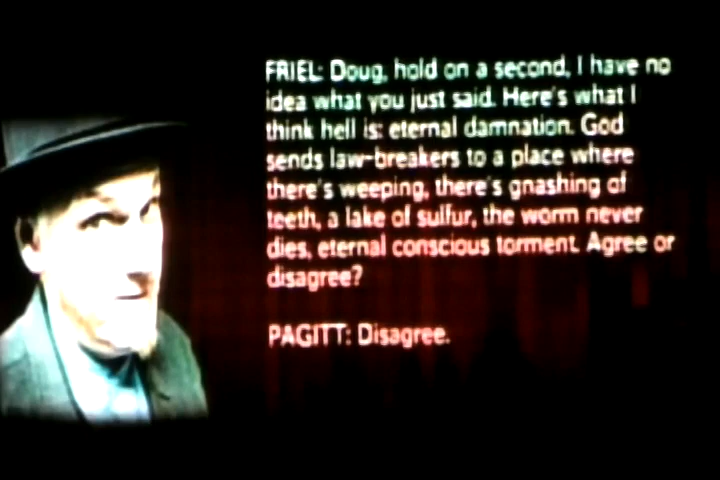 FRIEL: Doug, hold on a second, I have no
idea what you just said. Here's what I
think hell is: eternal damnation. God
sends law-breakers to a place where
there's weeping, there's gnashing of
teeth, a lake of sulfur, the worm never
dies, eternal conscious torment. Agree or
disagree?
PAGITT: Disagree.